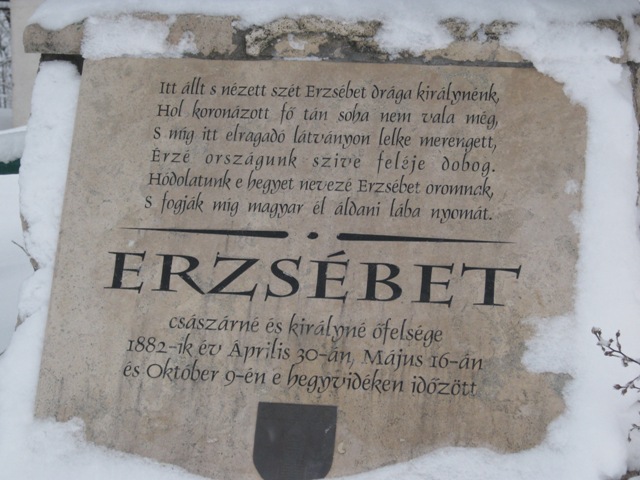 Itt állt s nézett szét Erzsébet drága királynénk,
Hol koronázott fő tán soha nem vala még,
S míg itt elragadó látványon lelke merengett,
Érzé országunk szive feléje dobog.
Hódolatunk e hegyet nevezé Erzsébet oromnak,
S fogják míg magyar él áldani lába nyomát.
ERZSÉBET
császárné és királyné őfelsége
1882-ik év Április 30-án, Május 16-án
és Október 9-én e hegyvidéken időzött